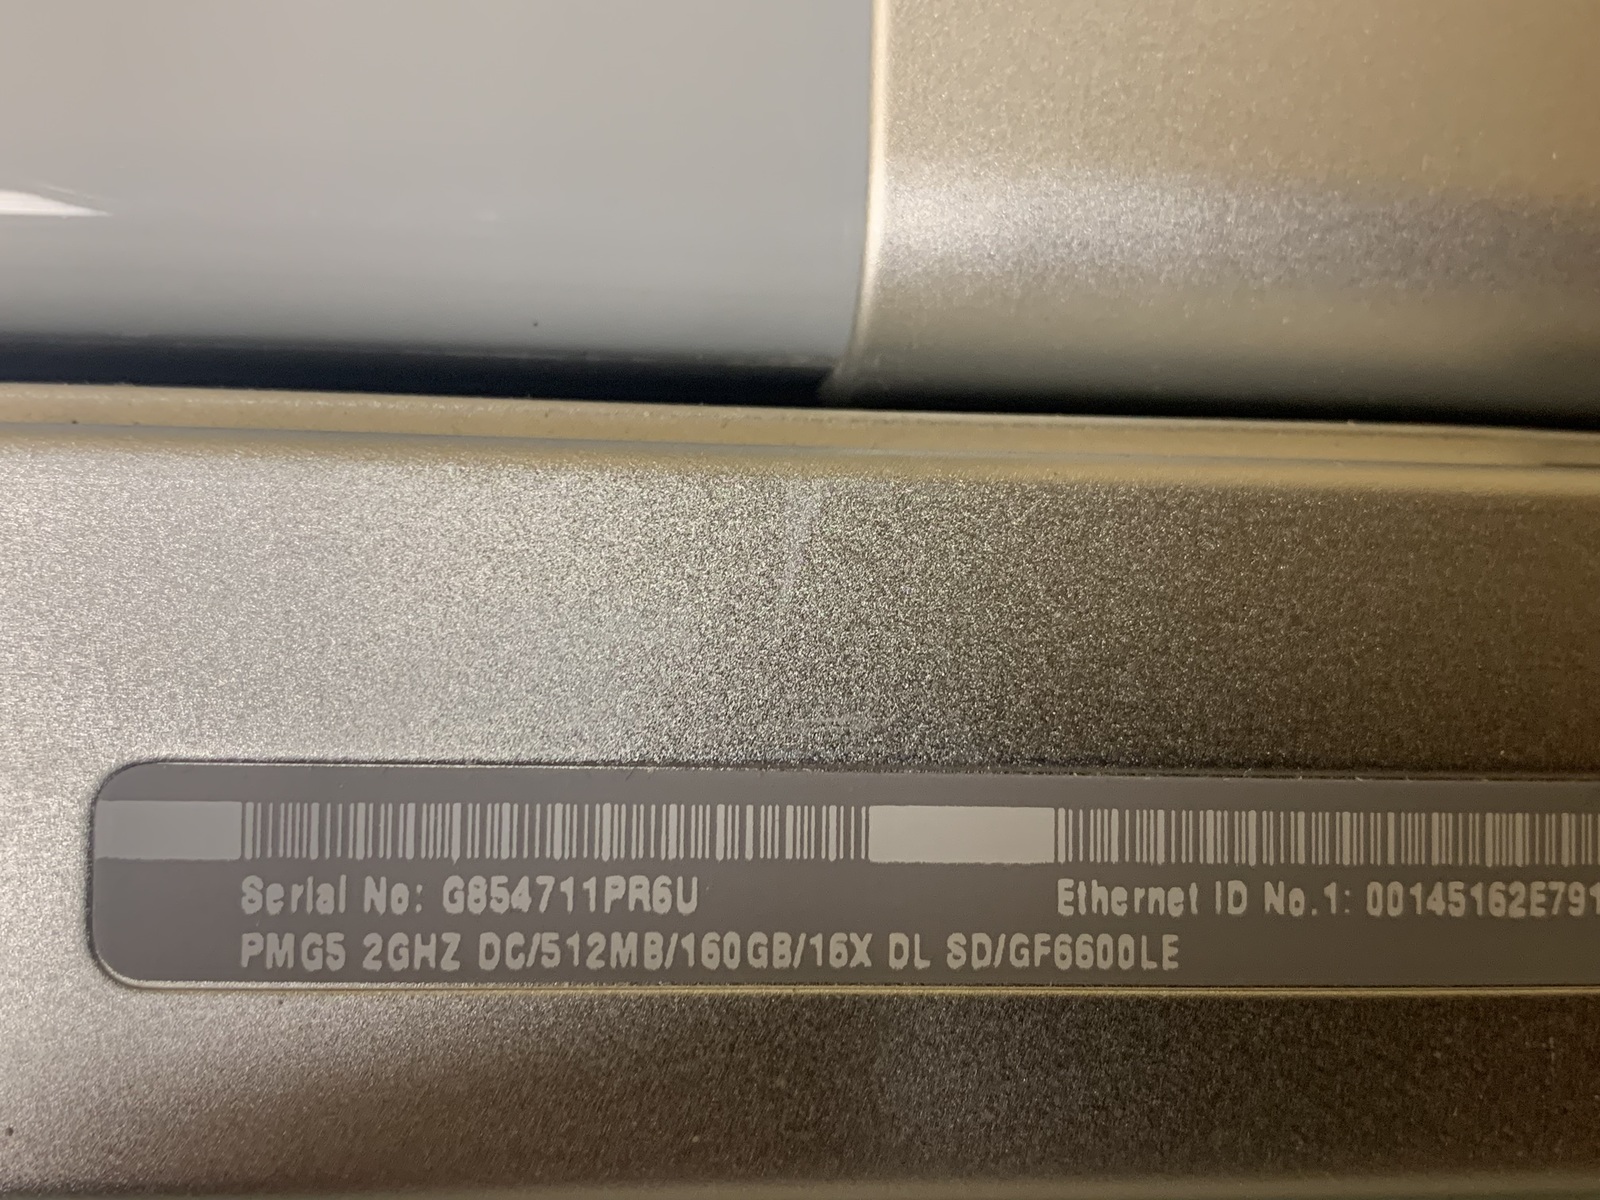 Serial No: G854711PR6U
Ethernet ID No.1: 00145162E791
PMG5 2GHZ DC/512MB/160GB/16X DL SD/GF6600LE